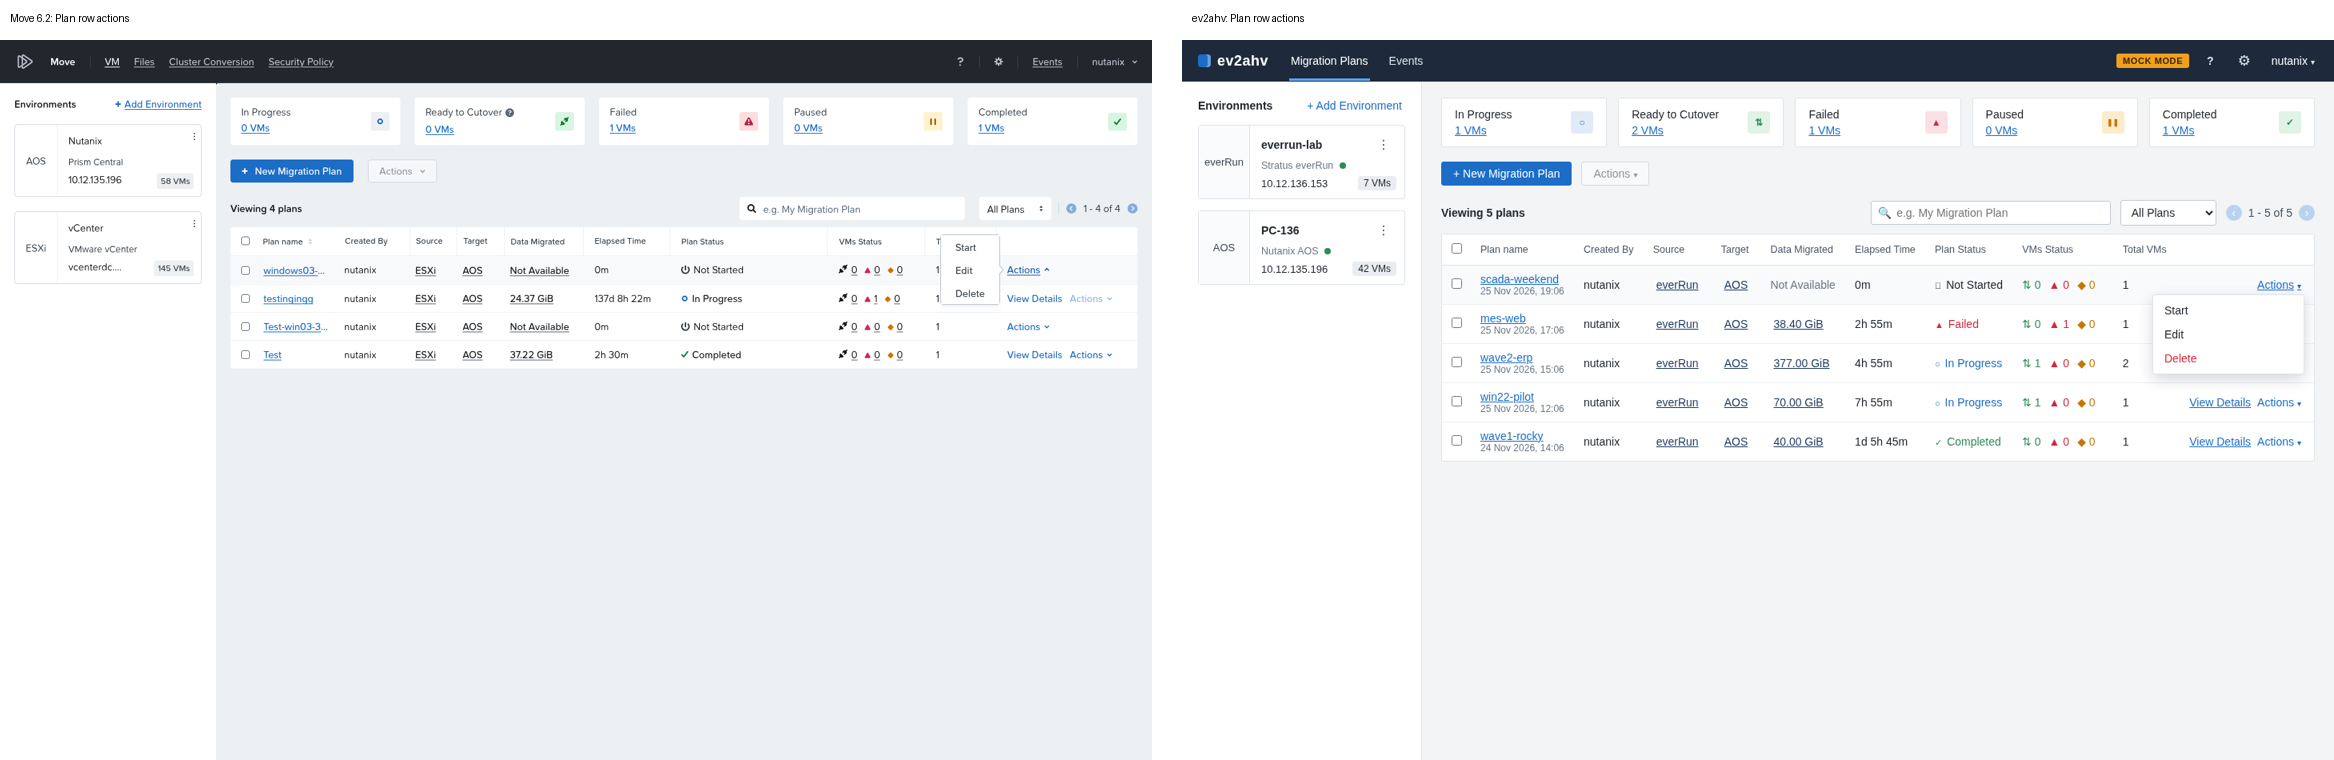 Move 6.2: Plan row actions
Move VM Files Cluster Conversion Security Policy ? Events nutanix
Environments + Add Environment
AOS
Nutanix
Prism Central
10.12.135.196 58 VMs
ESXi
vCenter
VMware vCenter
vcenterdc.... 145 VMs
In Progress
0 VMs
Ready to Cutover ?
0 VMs
Failed
1 VMs
Paused
0 VMs
Completed
1 VMs
+ New Migration Plan Actions
Viewing 4 plans e.g. My Migration Plan All Plans 1 - 4 of 4
Plan name Created By Source Target Data Migrated Elapsed Time Plan Status VMs Status T
windows03-... nutanix ESXi AOS Not Available 0m Not Started 0 0 0 1 Actions
testingingg nutanix ESXi AOS 24.37 GiB 137d 8h 22m In Progress 0 1 0 1 View Details Actions
Test-win03-3... nutanix ESXi AOS Not Available 0m Not Started 0 0 0 1 Actions
Test nutanix ESXi AOS 37.22 GiB 2h 30m Completed 0 0 0 1 View Details Actions
Start
Edit
Delete
ev2ahv: Plan row actions
ev2ahv Migration Plans Events MOCK MODE ? nutanix
Environments + Add Environment
everRun
everrun-lab
Stratus everRun
10.12.136.153 7 VMs
AOS
PC-136
Nutanix AOS
10.12.135.196 42 VMs
In Progress
1 VMs
Ready to Cutover
2 VMs
Failed
1 VMs
Paused
0 VMs
Completed
1 VMs
+ New Migration Plan Actions
Viewing 5 plans e.g. My Migration Plan All Plans 1 - 5 of 5
Plan name Created By Source Target Data Migrated Elapsed Time Plan Status VMs Status Total VMs
scada-weekend
25 Nov 2026, 19:06 nutanix everRun AOS Not Available 0m Not Started 0 0 0 1 Actions
mes-web
25 Nov 2026, 17:06 nutanix everRun AOS 38.40 GiB 2h 55m Failed 0 1 0 1
wave2-erp
25 Nov 2026, 15:06 nutanix everRun AOS 377.00 GiB 4h 55m In Progress 1 0 0 2
win22-pilot
25 Nov 2026, 12:06 nutanix everRun AOS 70.00 GiB 7h 55m In Progress 1 0 0 1 View Details Actions
wave1-rocky
24 Nov 2026, 14:06 nutanix everRun AOS 40.00 GiB 1d 5h 45m Completed 0 0 0 1 View Details Actions
Start
Edit
Delete